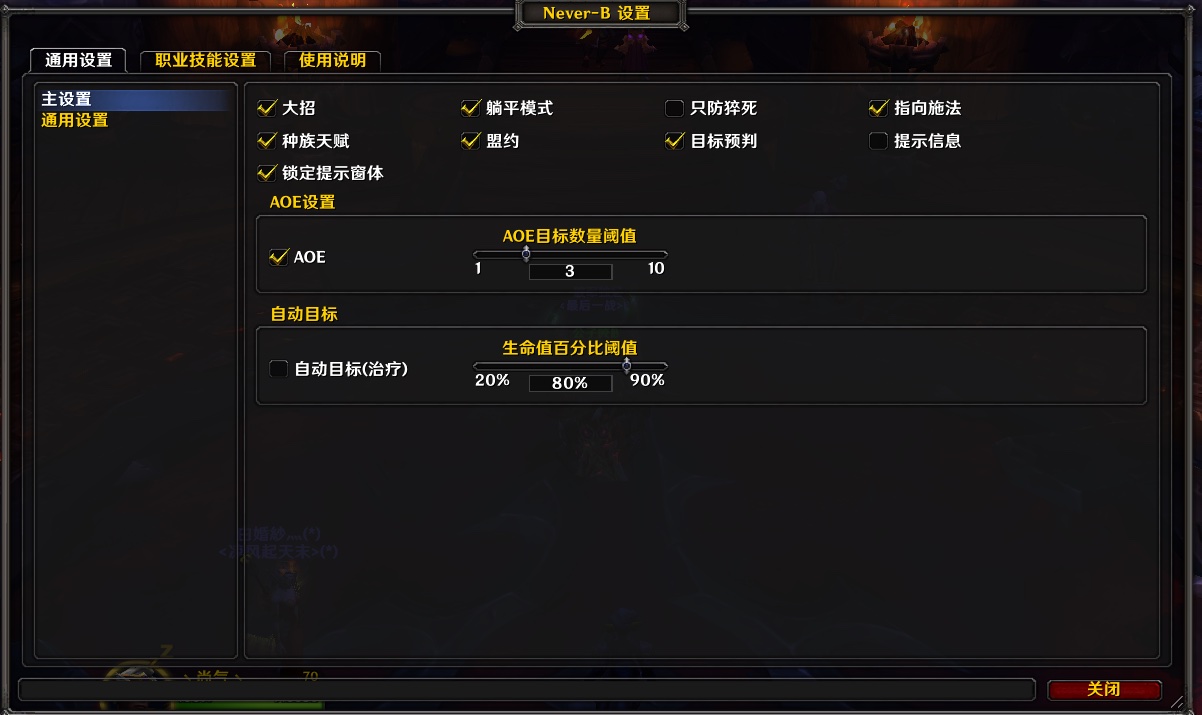 Never-B 设置
通用设置 职业技能设置 使用说明
主设置
通用设置
大招 躺平模式 只防猝死 指向施法
种族天赋 盟约 目标预判 提示信息
锁定提示窗体
AOE设置
AOE AOE目标数量阈值
1 3 10
自动目标
自动目标(治疗) 生命值百分比阈值
20% 80% 90%
70
关闭